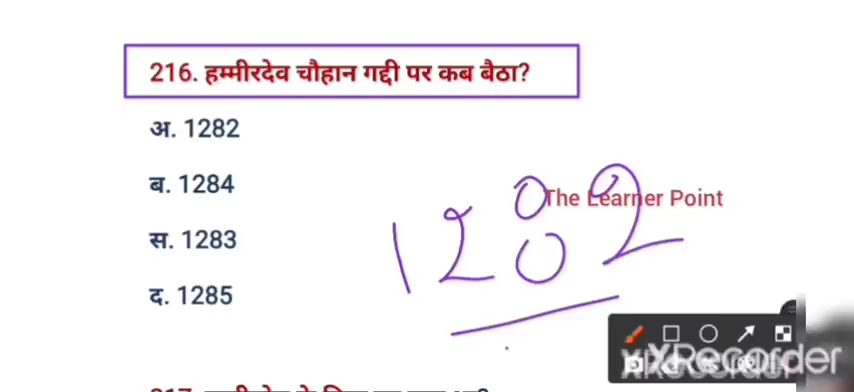 216. हम्मीरदेव चौहान गद्दी पर कब बैठा?
अ. 1282
ब. 1284
The Learner Point
1282
स. 1283
द. 1285
XRecorder